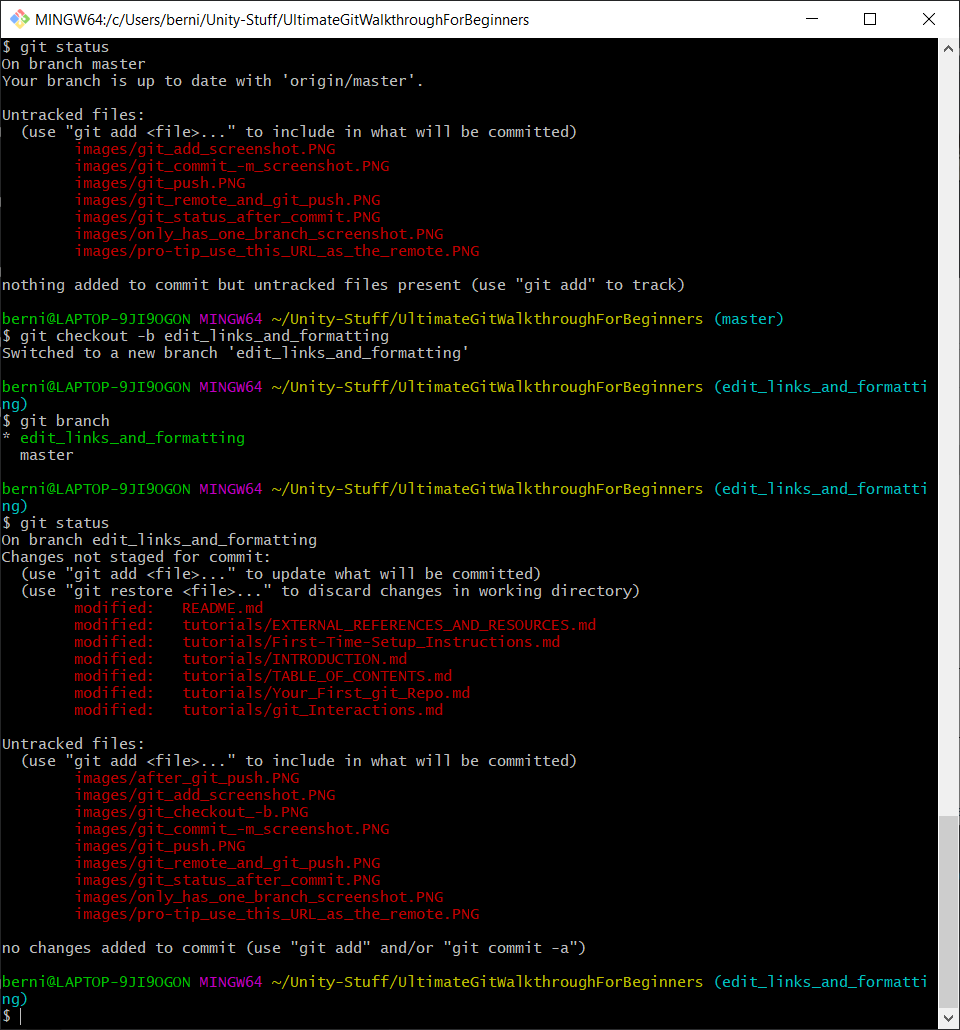 MINGW64:/c/Users/berni/Unity-Stuff/UltimateGitWalkthroughForBeginners
$ git status
On branch master
Your branch is up to date with 'origin/master'.
Untracked files:
  (use "git add <file>..." to include in what will be committed)
        images/git_add_screenshot.PNG
        images/git_commit_-m_screenshot.PNG
        images/git_push.PNG
        images/git_remote_and_git_push.PNG
        images/git_status_after_commit.PNG
        images/only_has_one_branch_screenshot.PNG
        images/pro-tip_use_this_URL_as_the_remote.PNG
nothing added to commit but untracked files present (use "git add" to track)
berni@LAPTOP-9JI9OGON MINGW64 ~/Unity-Stuff/UltimateGitWalkthroughForBeginners (master)
$ git checkout -b edit_links_and_formatting
Switched to a new branch 'edit_links_and_formatting'
berni@LAPTOP-9JI9OGON MINGW64 ~/Unity-Stuff/UltimateGitWalkthroughForBeginners (edit_links_and_formatti
ng)
$ git branch
* edit_links_and_formatting
  master
berni@LAPTOP-9JI9OGON MINGW64 ~/Unity-Stuff/UltimateGitWalkthroughForBeginners (edit_links_and_formatti
ng)
$ git status
On branch edit_links_and_formatting
Changes not staged for commit:
  (use "git add <file>..." to update what will be committed)
  (use "git restore <file>..." to discard changes in working directory)
        modified:   README.md
        modified:   tutorials/EXTERNAL_REFERENCES_AND_RESOURCES.md
        modified:   tutorials/First-Time-Setup_Instructions.md
        modified:   tutorials/INTRODUCTION.md
        modified:   tutorials/TABLE_OF_CONTENTS.md
        modified:   tutorials/Your_First_git_Repo.md
        modified:   tutorials/git_Interactions.md
Untracked files:
  (use "git add <file>..." to include in what will be committed)
        images/after_git_push.PNG
        images/git_add_screenshot.PNG
        images/git_checkout_-b.PNG
        images/git_commit_-m_screenshot.PNG
        images/git_push.PNG
        images/git_remote_and_git_push.PNG
        images/git_status_after_commit.PNG
        images/only_has_one_branch_screenshot.PNG
        images/pro-tip_use_this_URL_as_the_remote.PNG
no changes added to commit (use "git add" and/or "git commit -a")
berni@LAPTOP-9JI9OGON MINGW64 ~/Unity-Stuff/UltimateGitWalkthroughForBeginners (edit_links_and_formatti
ng)
$